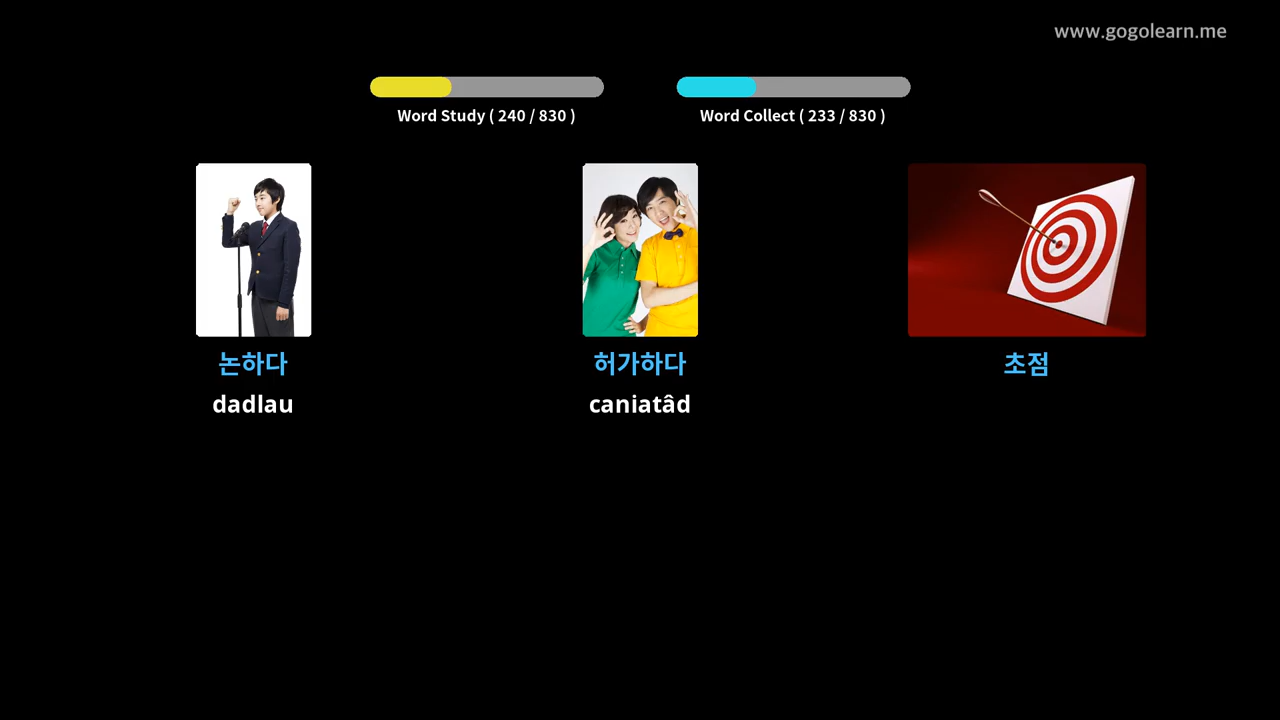 www.gogolearn.me
Word Study ( 240 / 830 )
Word Collect ( 233 / 830 )
논하다
dadlau
허가하다
caniatâd
초점